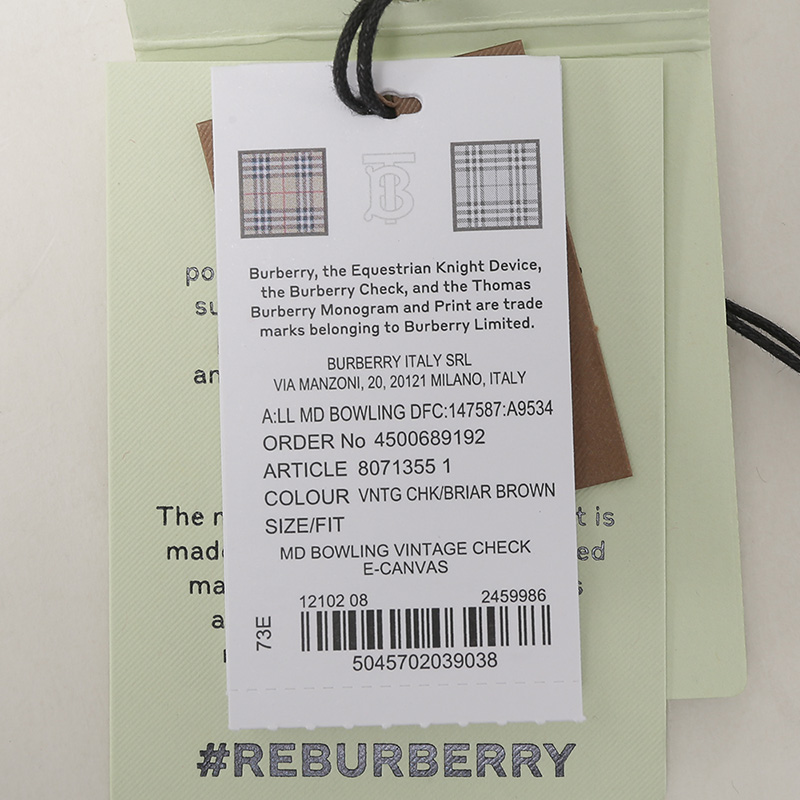 Burberry, the Equestrian Knight Device,
the Burberry Check, and the Thomas
Burberry Monogram and Print are trade
marks belonging to Burberry Limited.
BURBERRY ITALY SRL
VIA MANZONI, 20, 20121 MILANO, ITALY
A:LL MD BOWLING DFC:147587:A9534
ORDER No 4500689192
ARTICLE 8071355 1
COLOUR VNTG CHK/BRIAR BROWN
SIZE/FIT
MD BOWLING VINTAGE CHECK
E-CANVAS
12102 08 2459986
73E
5045702039038
The is
#REBURBERRY